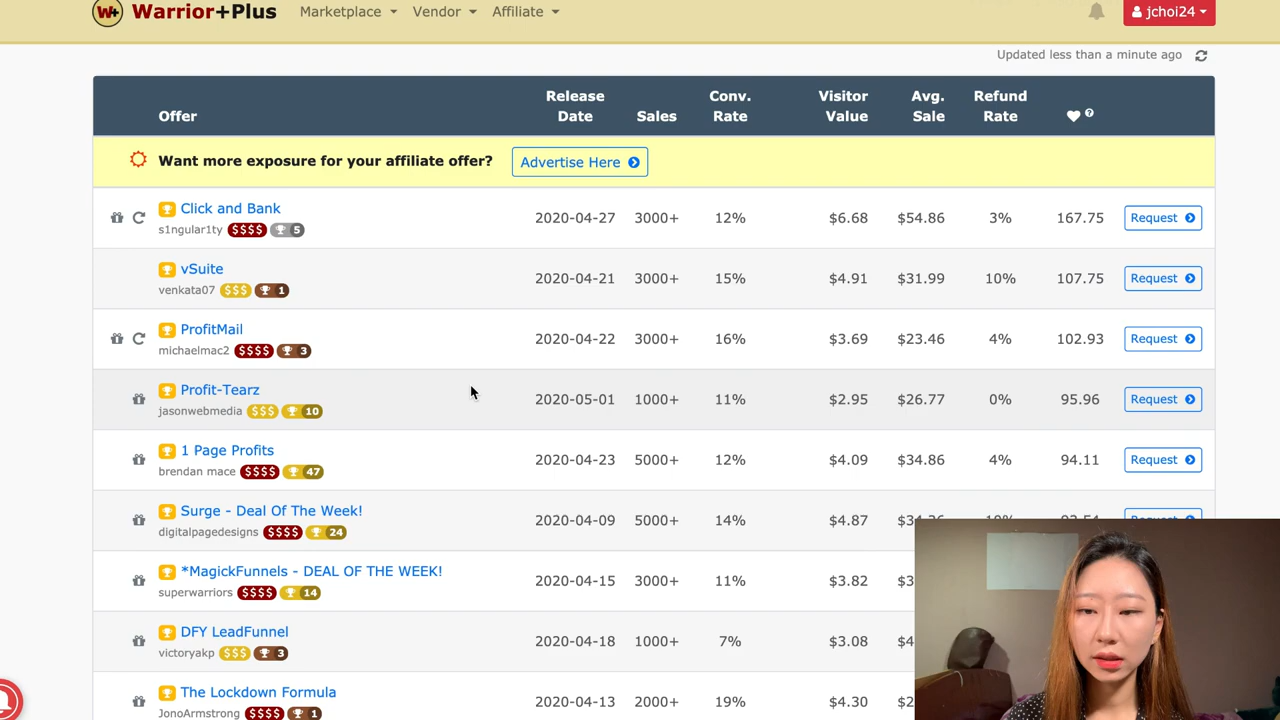 W+ Warrior+Plus Marketplace Vendor Affiliate jchoi24
Updated less than a minute ago
Offer Release Date Sales Conv. Rate Visitor Value Avg. Sale Refund Rate
Want more exposure for your affiliate offer? Advertise Here
Click and Bank 2020-04-27 3000+ 12% $6.68 $54.86 3% 167.75 Request
s1ngular1ty $$$$ 5
vSuite 2020-04-21 3000+ 15% $4.91 $31.99 10% 107.75 Request
venkata07 $$$ 1
ProfitMail 2020-04-22 3000+ 16% $3.69 $23.46 4% 102.93 Request
michaelmac2 $$$$ 3
Profit-Tearz 2020-05-01 1000+ 11% $2.95 $26.77 0% 95.96 Request
jasonwebmedia $$$ 10
1 Page Profits 2020-04-23 5000+ 12% $4.09 $34.86 4% 94.11 Request
brendan mace $$$$ 47
Surge - Deal Of The Week! 2020-04-09 5000+ 14% $4.87
digitalpagedesigns $$$$ 24
*MagickFunnels - DEAL OF THE WEEK! 2020-04-15 3000+ 11% $3.82
superwarriors $$$$ 14
DFY LeadFunnel 2020-04-18 1000+ 7% $3.08
victoryakp $$$ 3
The Lockdown Formula 2020-04-13 2000+ 19% $4.30
JonoArmstrong $$$$ 1